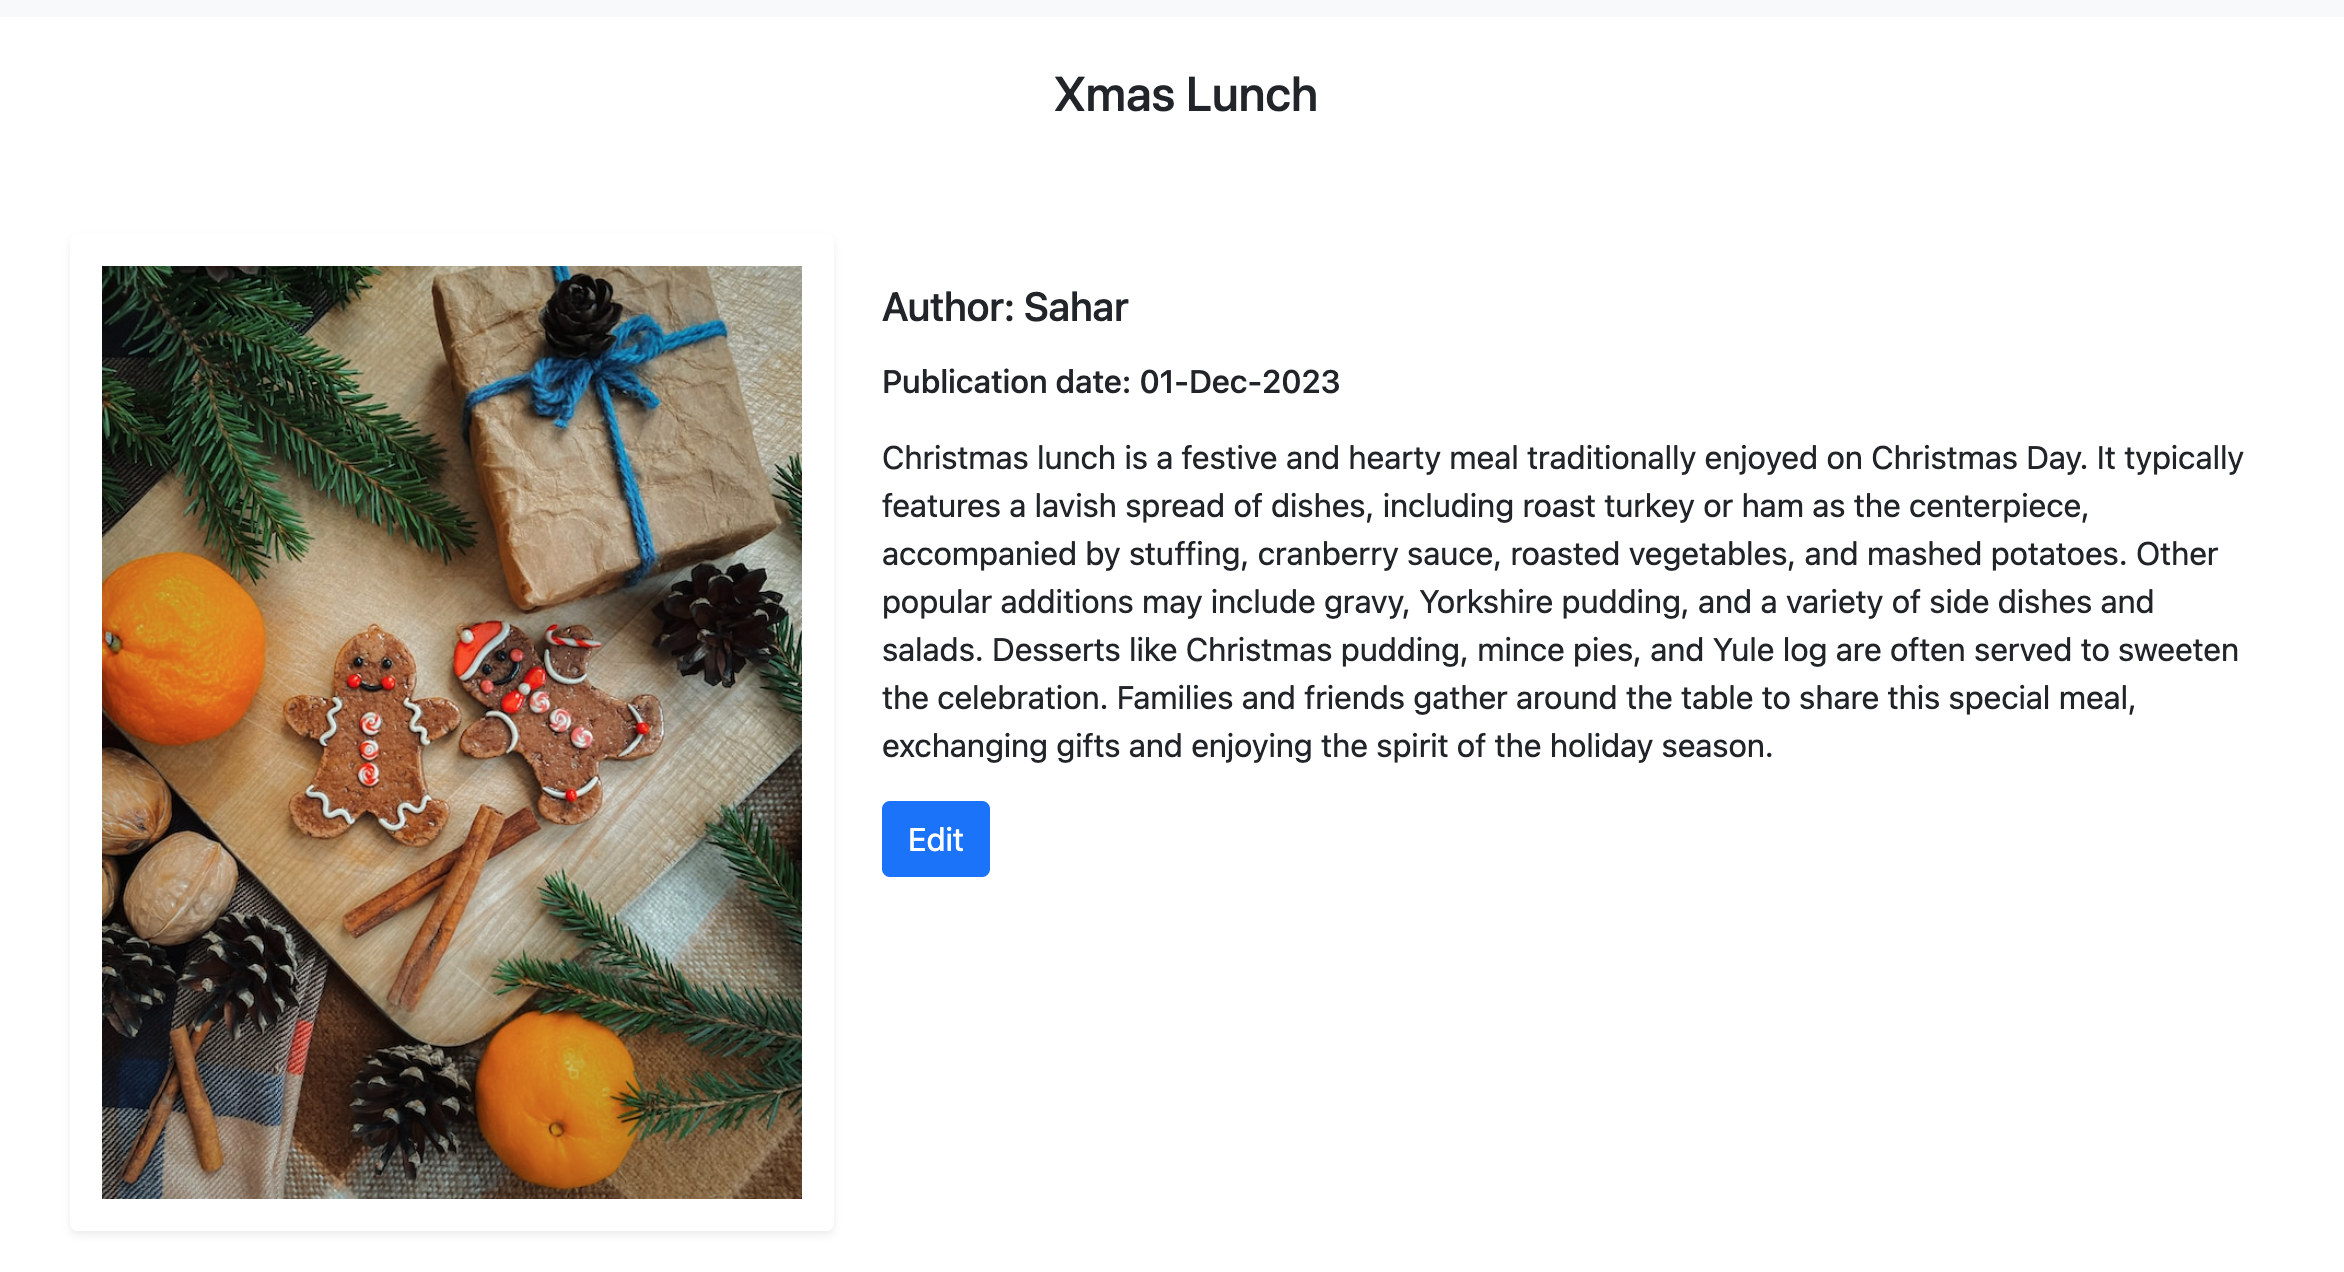 Xmas Lunch
Author: Sahar
Publication date: 01-Dec-2023
Christmas lunch is a festive and hearty meal traditionally enjoyed on Christmas Day. It typically
features a lavish spread of dishes, including roast turkey or ham as the centerpiece,
accompanied by stuffing, cranberry sauce, roasted vegetables, and mashed potatoes. Other
popular additions may include gravy, Yorkshire pudding, and a variety of side dishes and
salads. Desserts like Christmas pudding, mince pies, and Yule log are often served to sweeten
the celebration. Families and friends gather around the table to share this special meal,
exchanging gifts and enjoying the spirit of the holiday season.
Edit